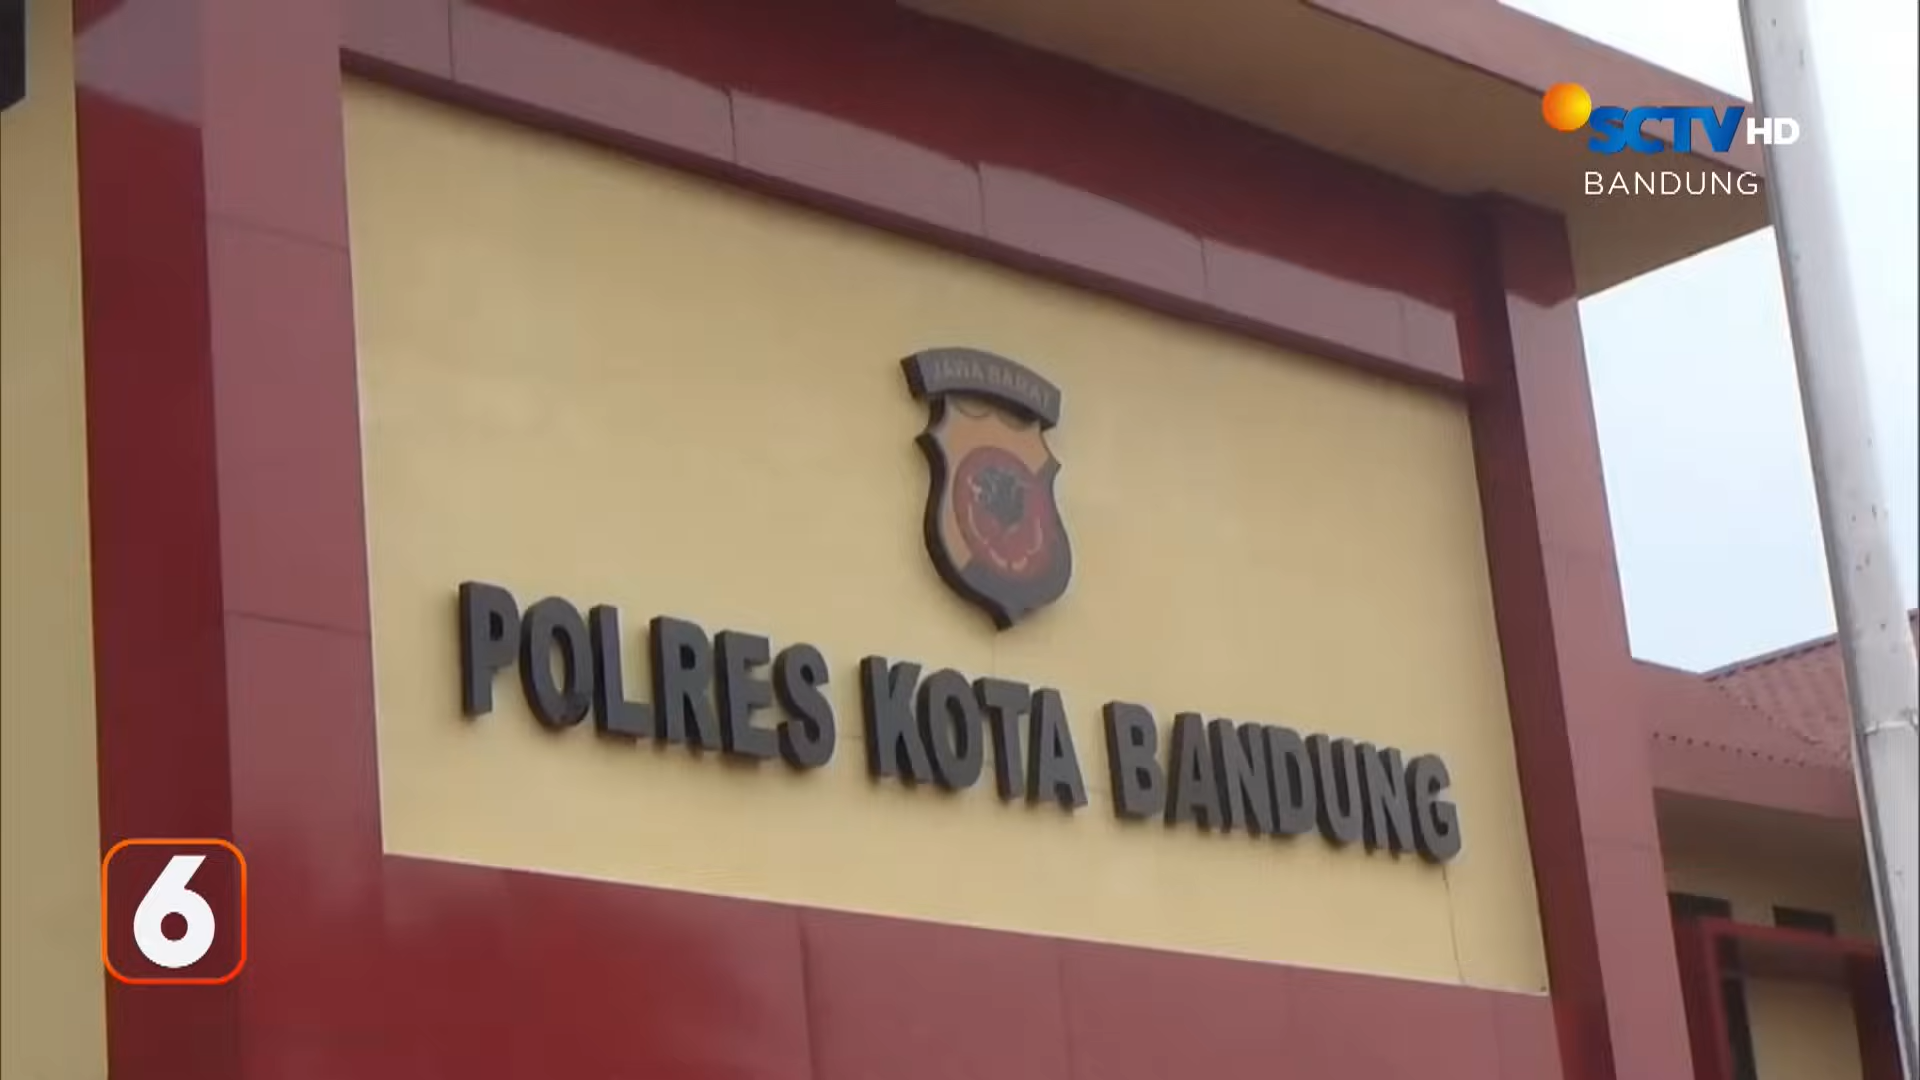 SCTV HD
BANDUNG
JAWA BARAT
POLRES KOTA BANDUNG
6